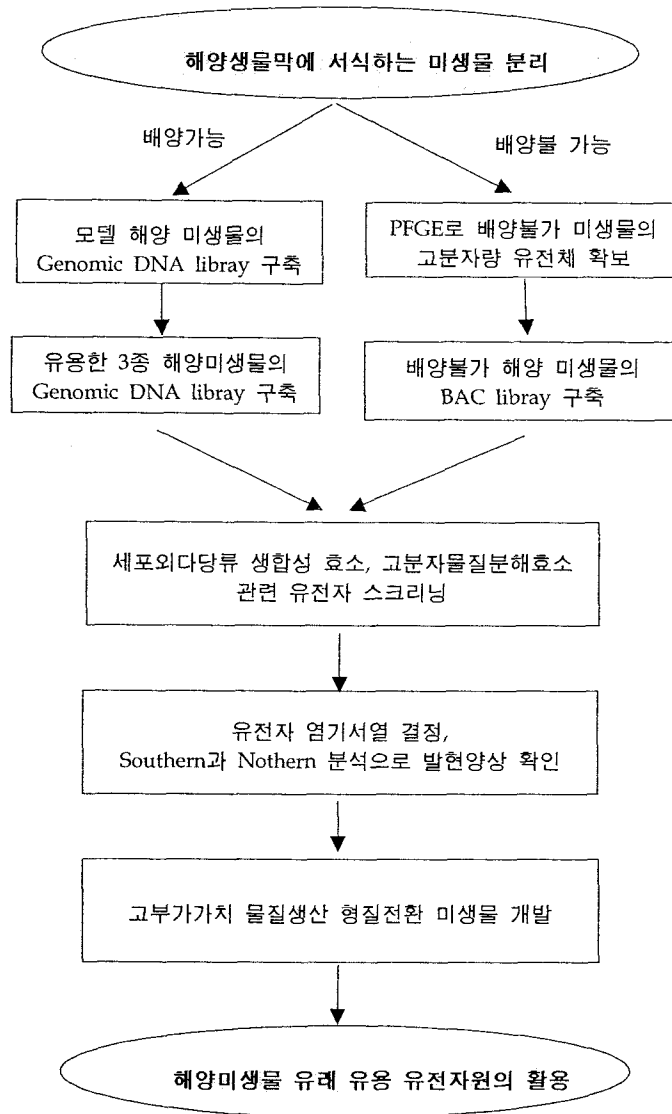 해양생물막에 서식하는 미생물 분리
배양가능
배양불 가능
모델 해양 미생물의
Genomic DNA libray 구축
PFGE로 배양불가 미생물의
고분자량 유전체 확보
유용한 3종 해양미생물의
Genomic DNA libray 구축
배양불가 해양 미생물의
BAC libray 구축
세포외다당류 생합성 효소, 고분자물질분해효소
관련 유전자 스크리닝
유전자 염기서열 결정,
Southern과 Nothern 분석으로 발현양상 확인
고부가가치 물질생산 형질전환 미생물 개발
해양미생물 유래 유용 유전자원의 활용